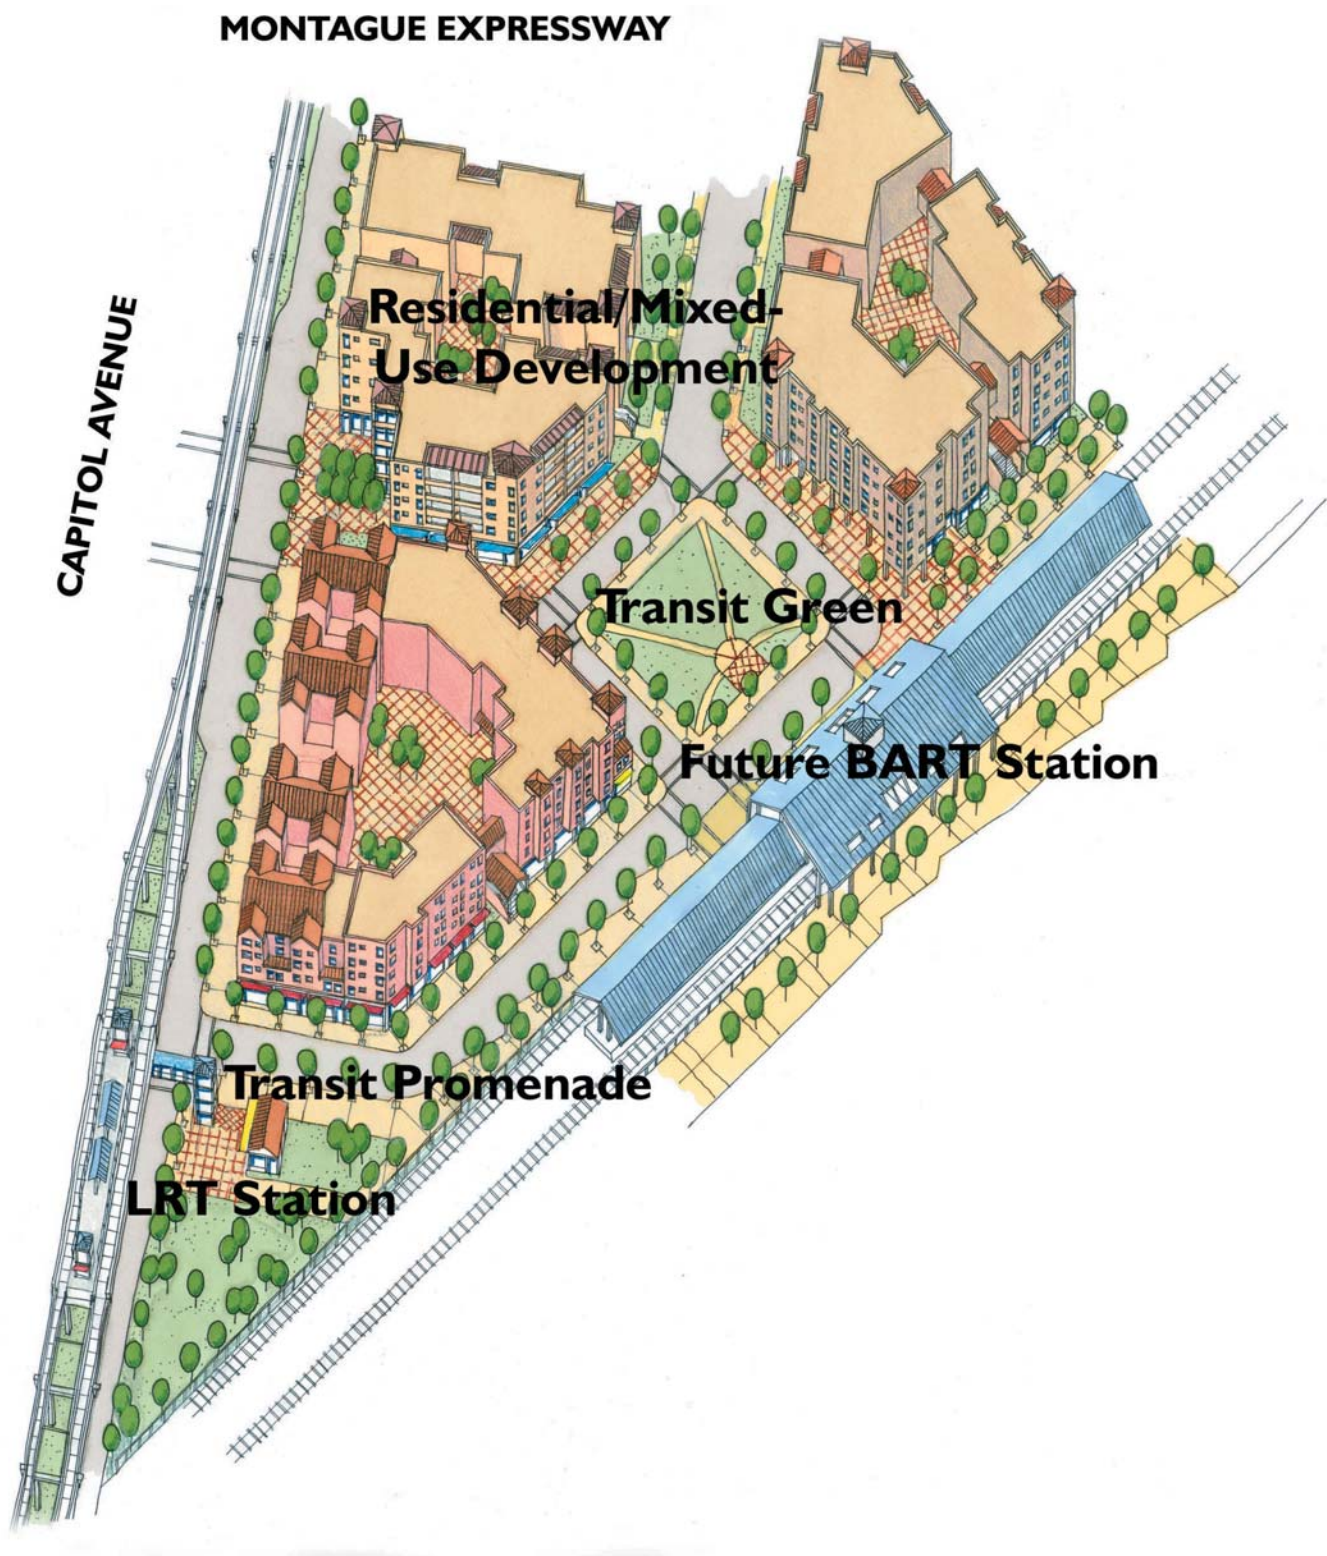 MONTAGUE EXPRESSWAY
CAPITOL AVENUE
Residential/Mixed-
Use Development
Transit Green
Future BART Station
Transit Promenade
LRT Station